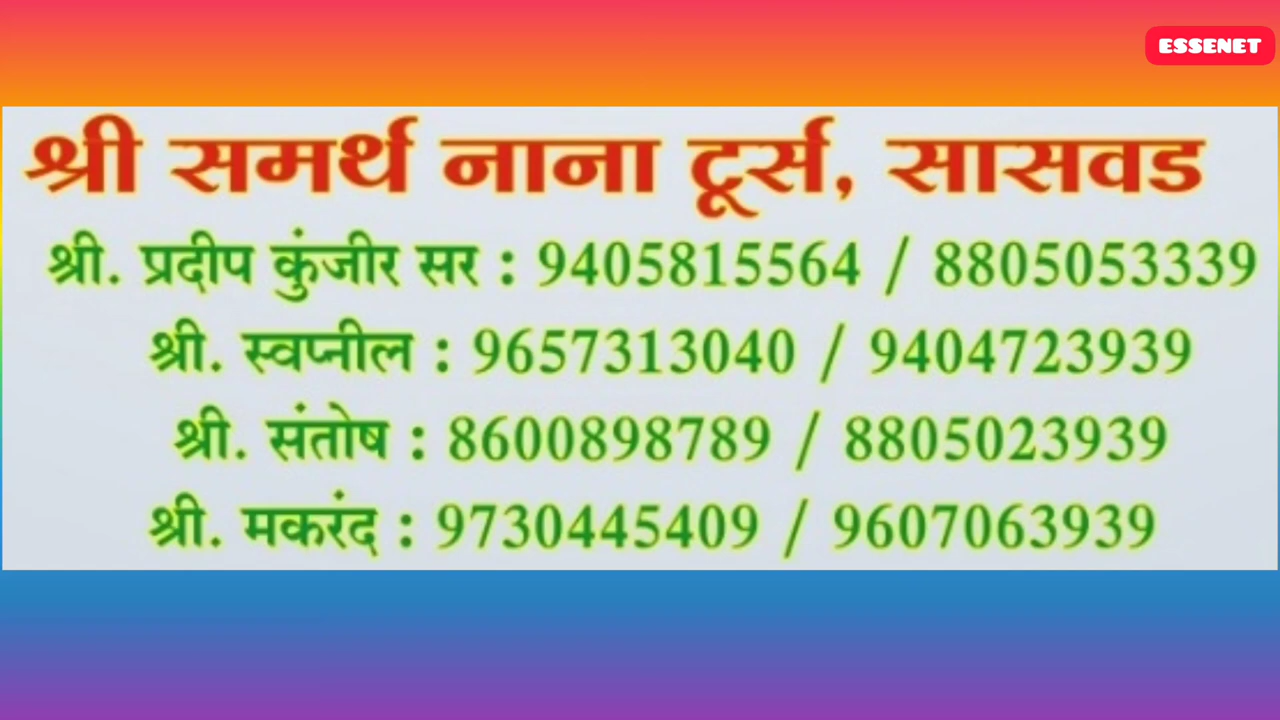 ESSENET
श्री समर्थ नाना टूर्स, सासवड
श्री. प्रदीप कुंजीर सर : 9405815564 / 8805053339
श्री. स्वप्नील : 9657313040 / 9404723939
श्री. संतोष : 8600898789 / 8805023939
श्री. मकरंद : 9730445409 / 9607063939